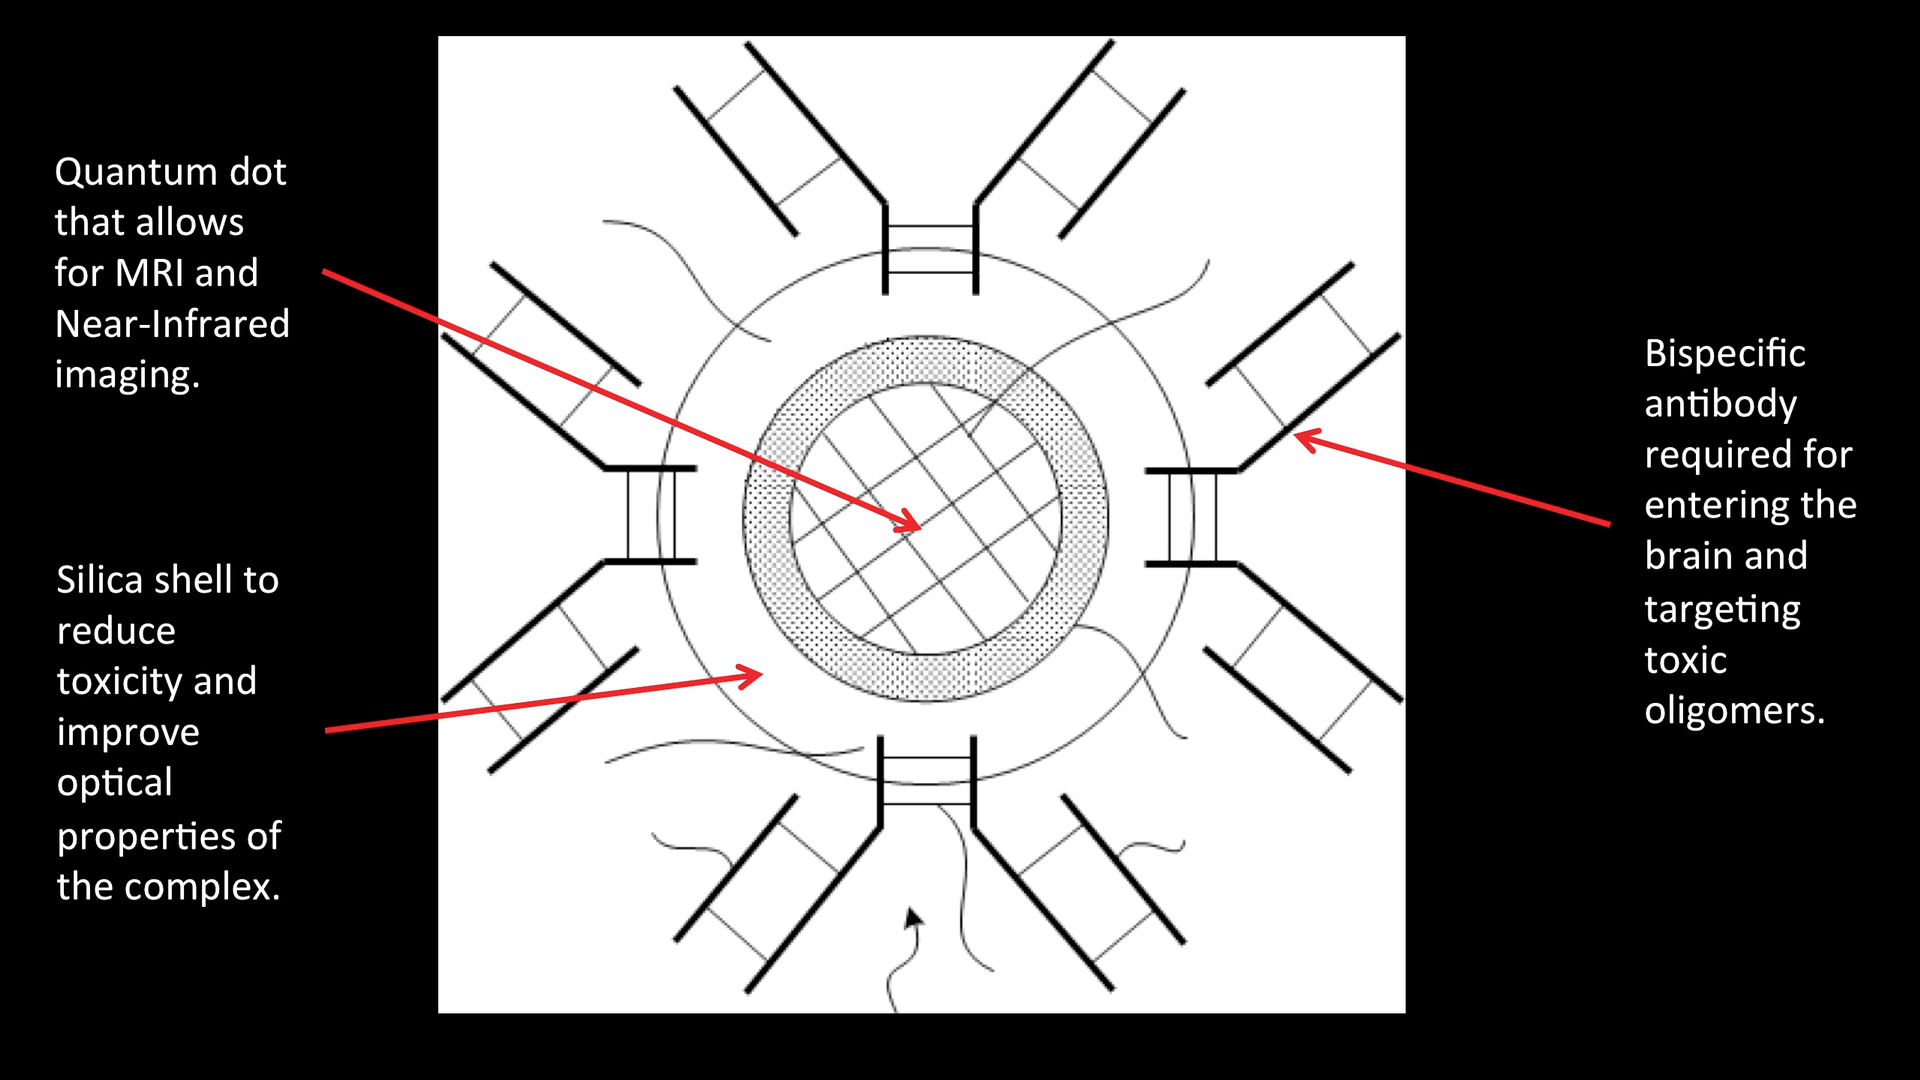 Quantum dot
that allows
for MRI and
Near-Infrared
imaging.
Silica shell to
reduce
toxicity and
improve
optical
properties of
the complex.
Bispecific
antibody
required for
entering the
brain and
targeting
toxic
oligomers.